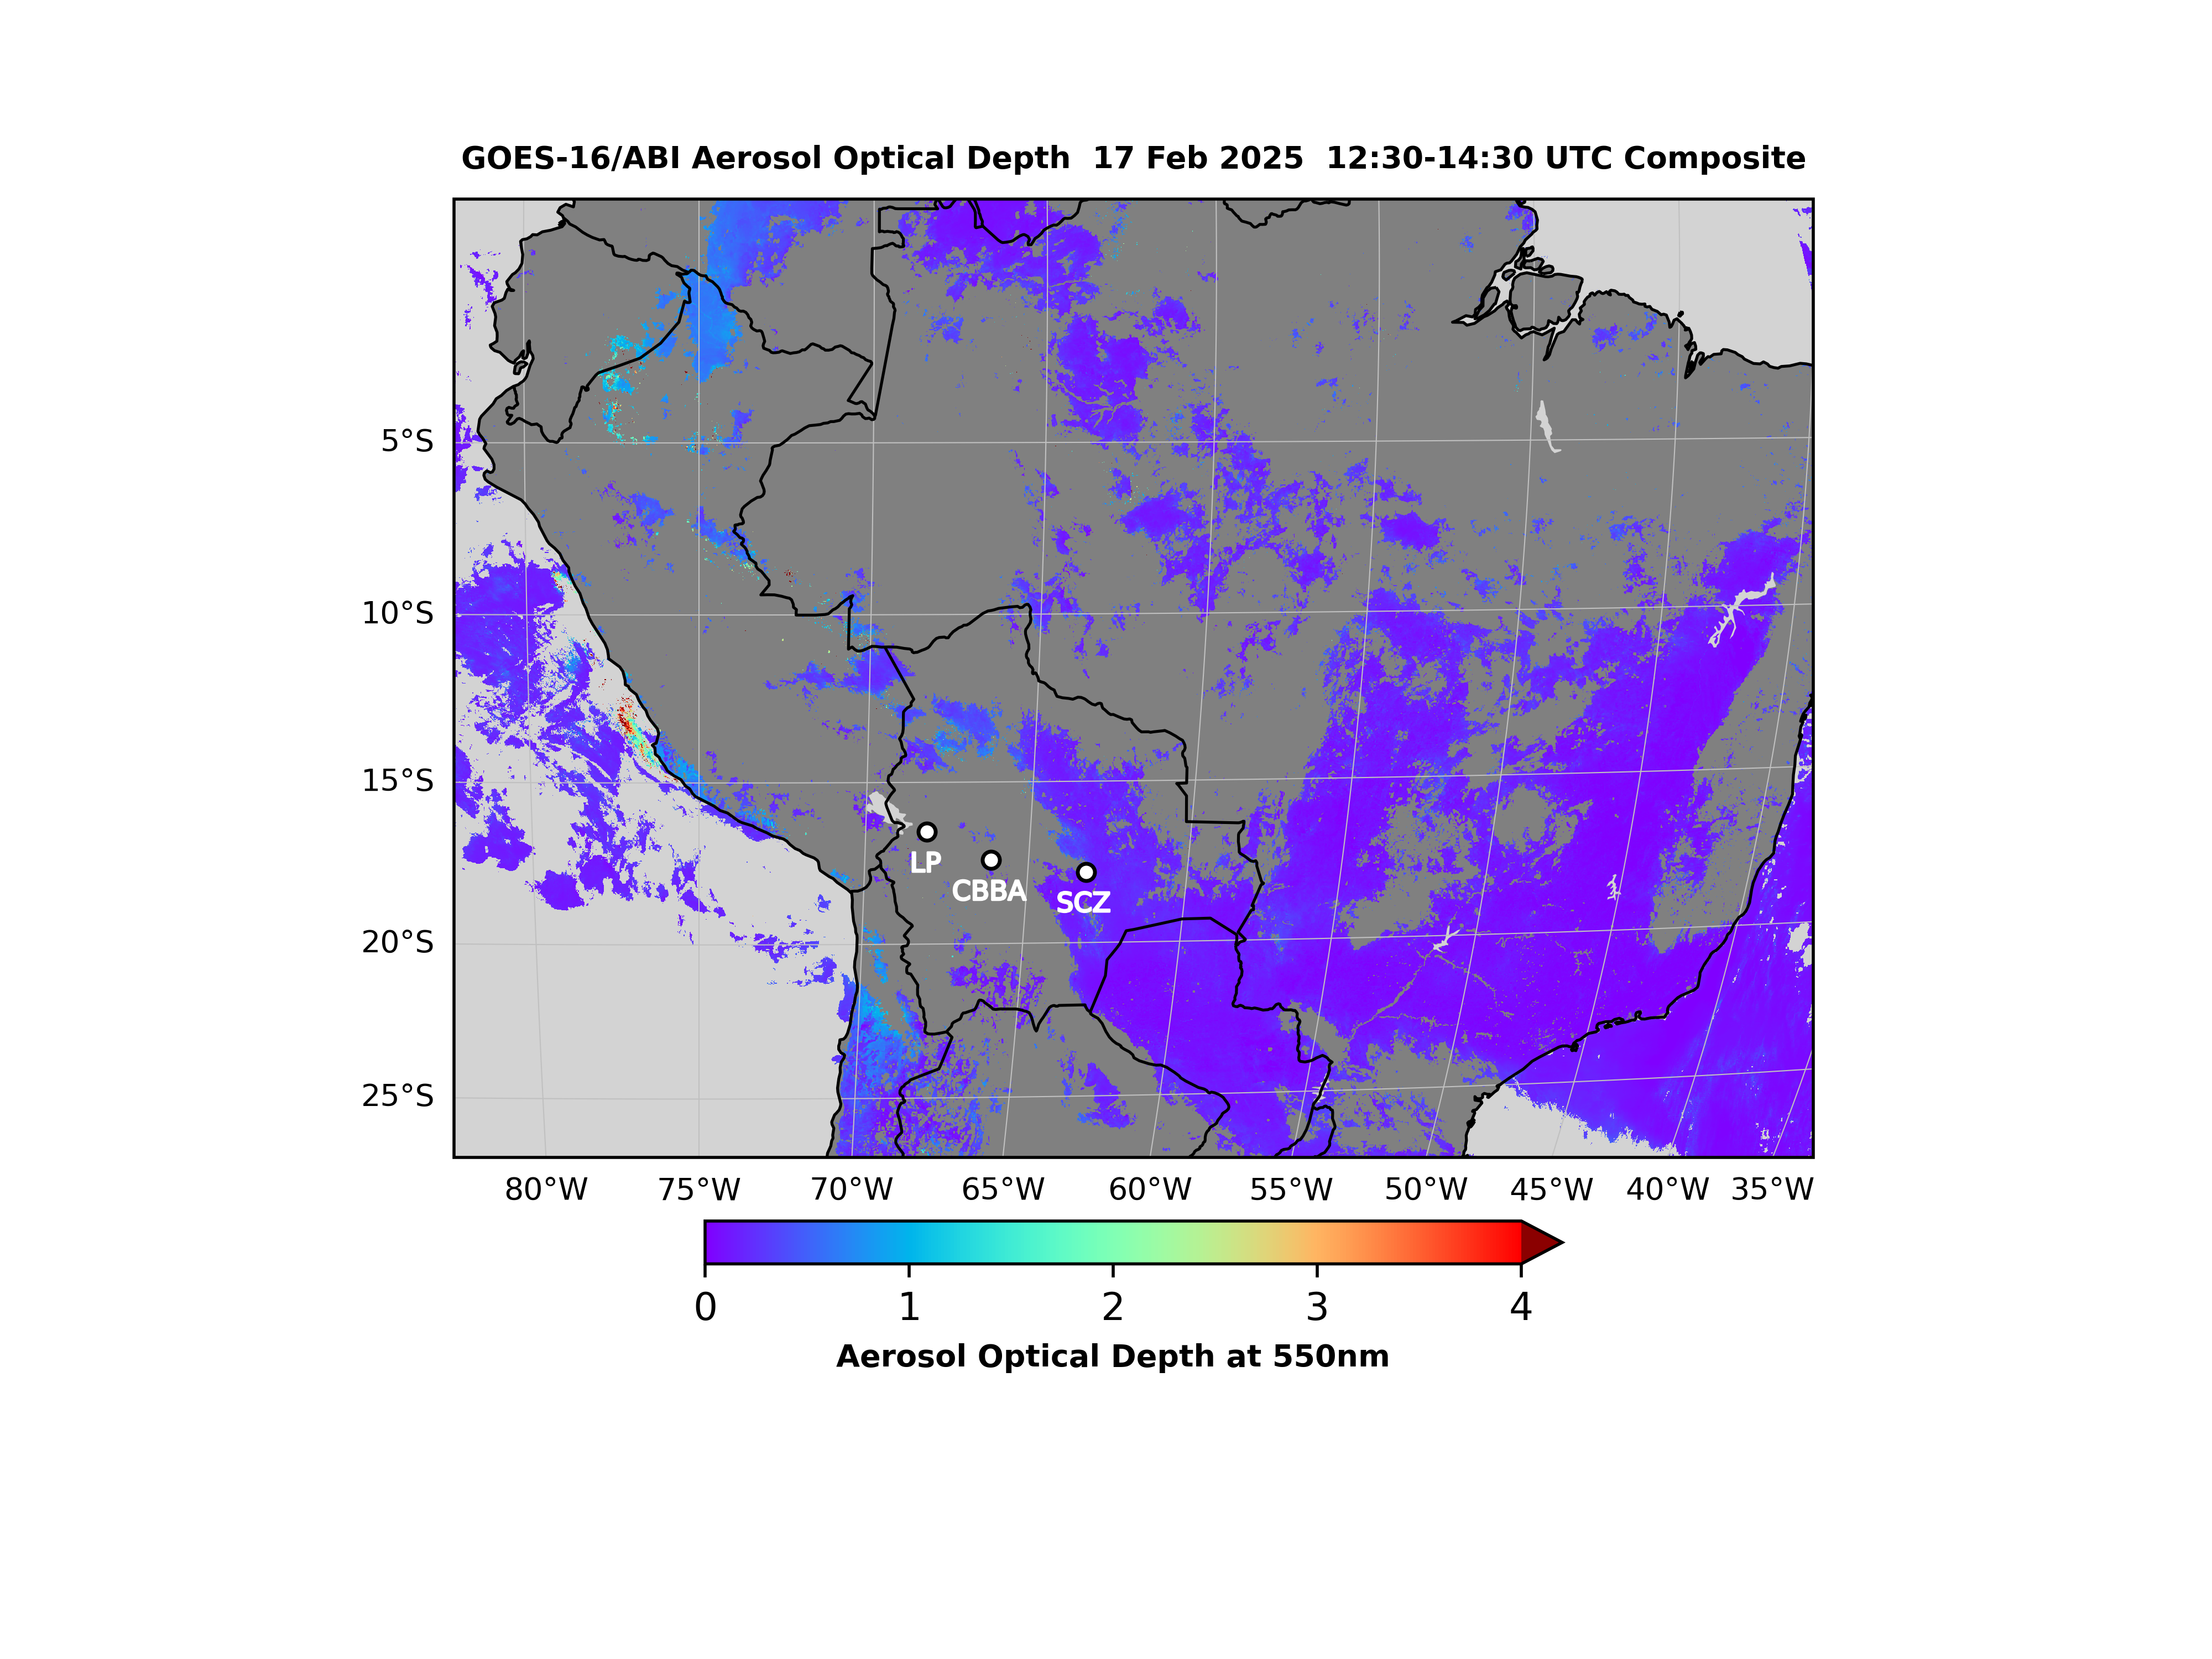 GOES-16/ABI Aerosol Optical Depth  17 Feb 2025  12:30-14:30 UTC Composite
5°S
10°S
15°S
20°S
25°S
LP
CBBA
SCZ
80°W 75°W 70°W 65°W 60°W 55°W 50°W 45°W 40°W 35°W
0 1 2 3 4
Aerosol Optical Depth at 550nm